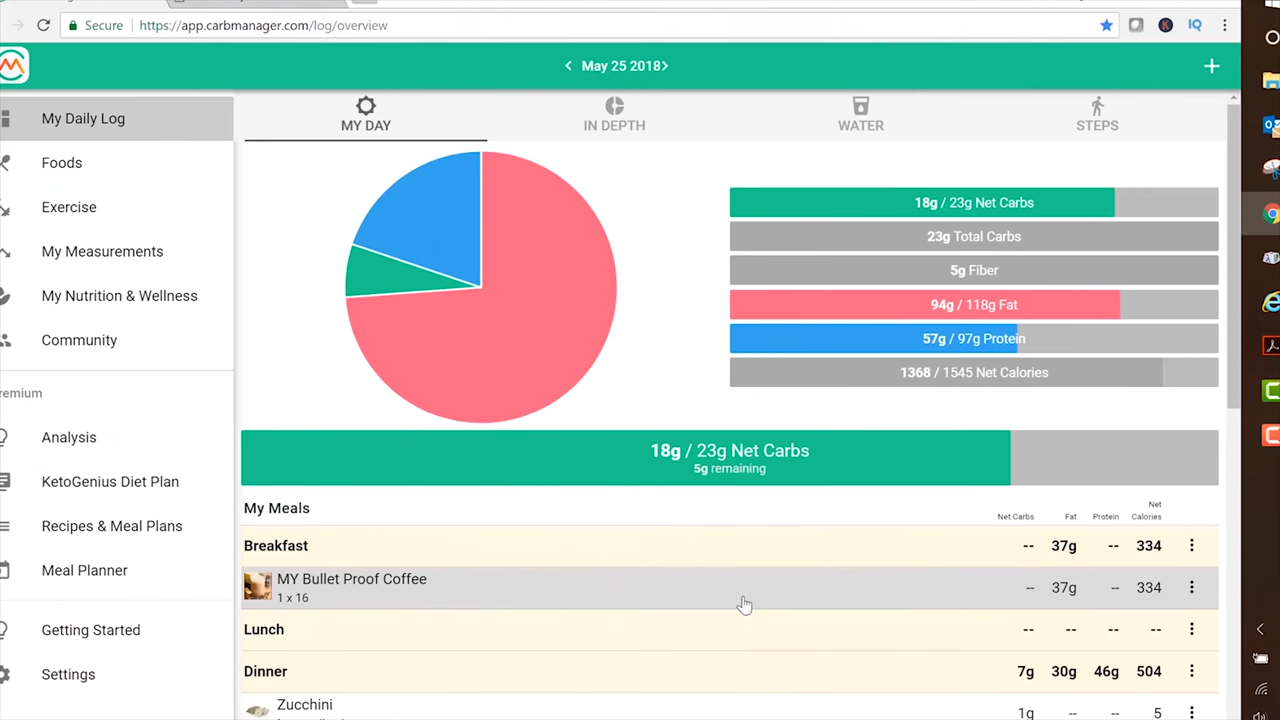 Secure
https://app.carbmanager.com/log/overview
IQ
< May 25 2018>
My Daily Log
Foods
Exercise
My Measurements
My Nutrition & Wellness
Community
remium
Analysis
KetoGenius Diet Plan
Recipes & Meal Plans
Meal Planner
Getting Started
Settings
MY DAY
IN DEPTH
WATER
STEPS
18g / 23g Net Carbs
23g Total Carbs
5g Fiber
94g / 118g Fat
57g / 97g Protein
1368 / 1545 Net Calories
18g / 23g Net Carbs
5g remaining
My Meals
Net Carbs Fat Protein Net Calories
Breakfast -- 37g -- 334
MY Bullet Proof Coffee -- 37g -- 334
1 x 16
Lunch -- -- -- --
Dinner 7g 30g 46g 504
Zucchini 1g -- -- 5